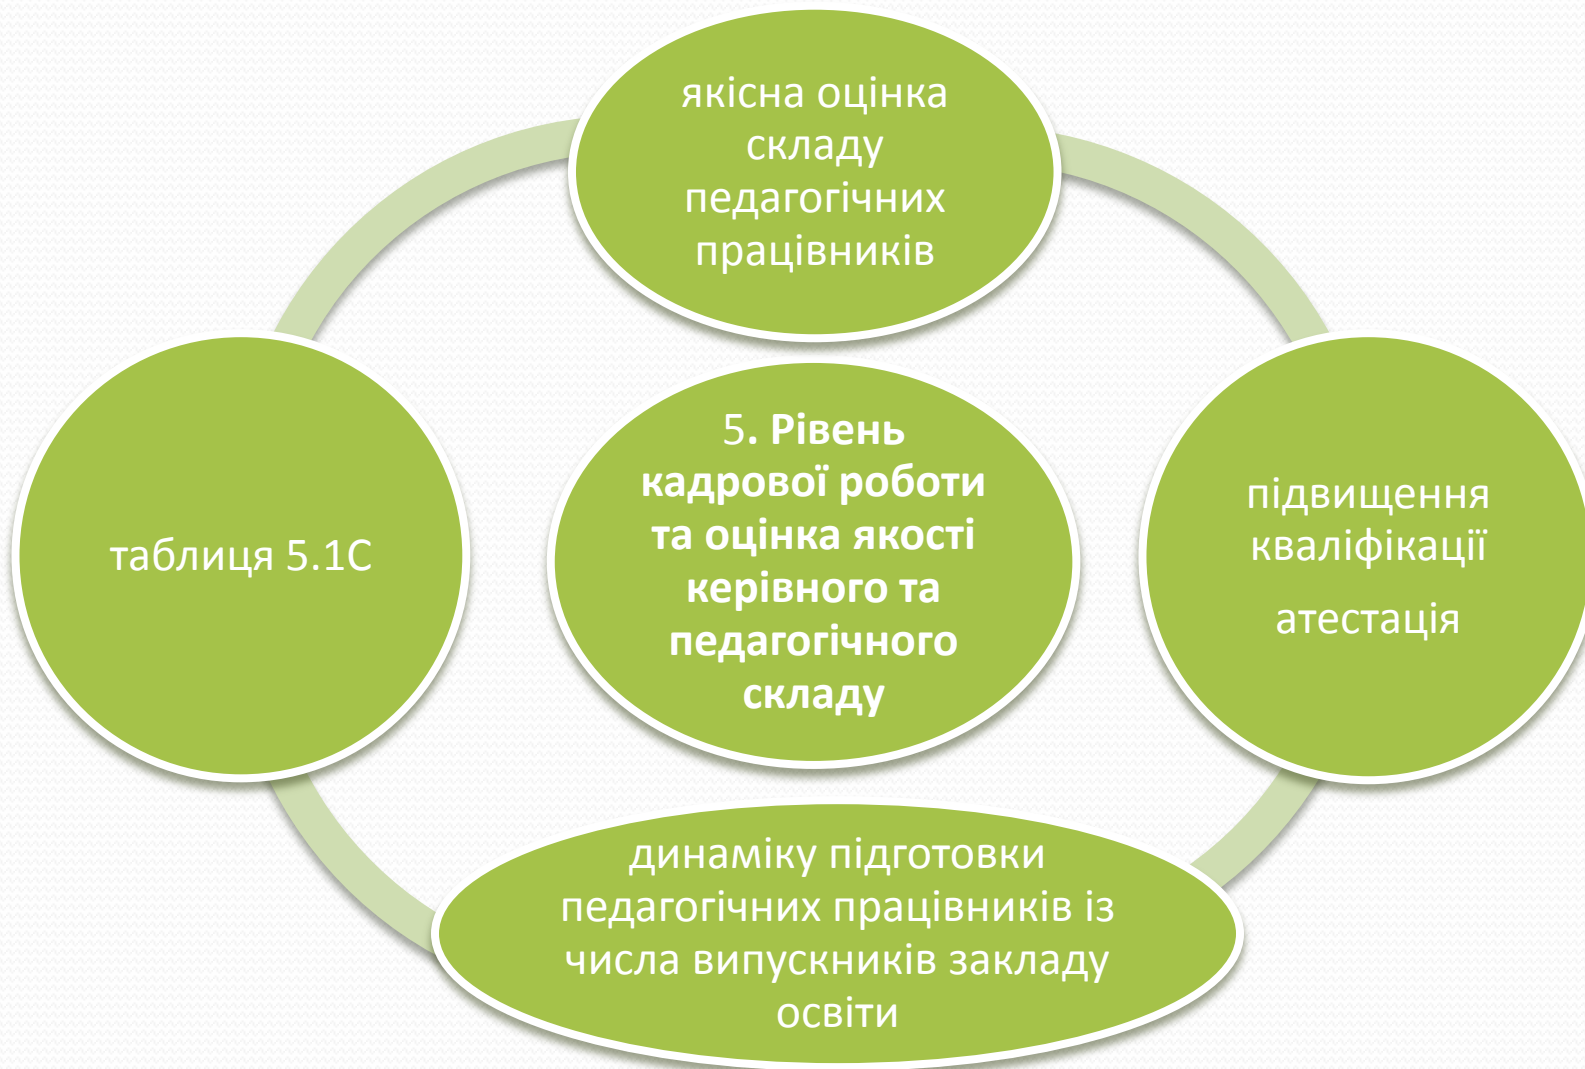 якісна оцінка
складу
педагогічних
працівників
5. Рівень
кадрової роботи
та оцінка якості
керівного та
педагогічного
складу
підвищення
кваліфікації
атестація
динаміку підготовки
педагогічних працівників із
числа випускників закладу
освіти
таблиця 5.1С